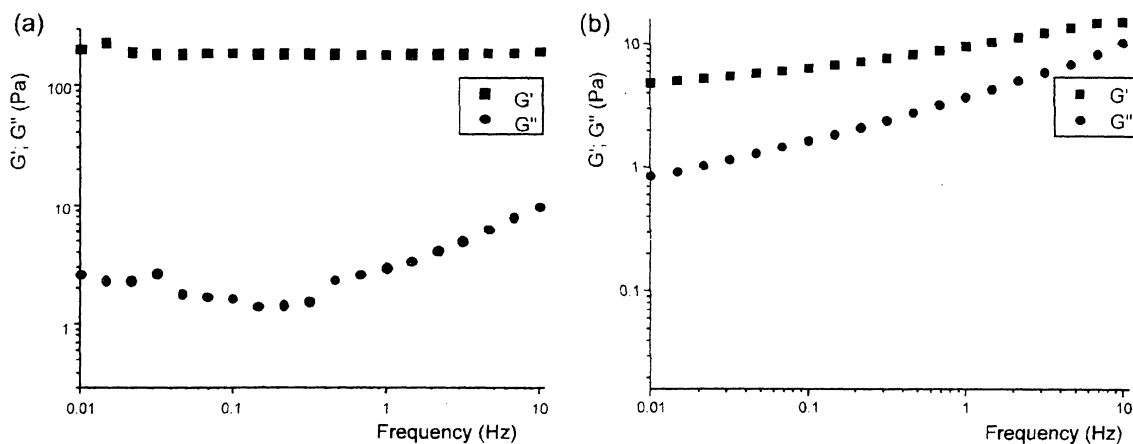 (a)
G'; G" (Pa)
100
10
1
G'
G"
0.01 0.1 1 10
Frequency (Hz)
(b)
G'; G" (Pa)
10
1
0.1
G'
G"
0.01 0.1 1 10
Frequency (Hz)